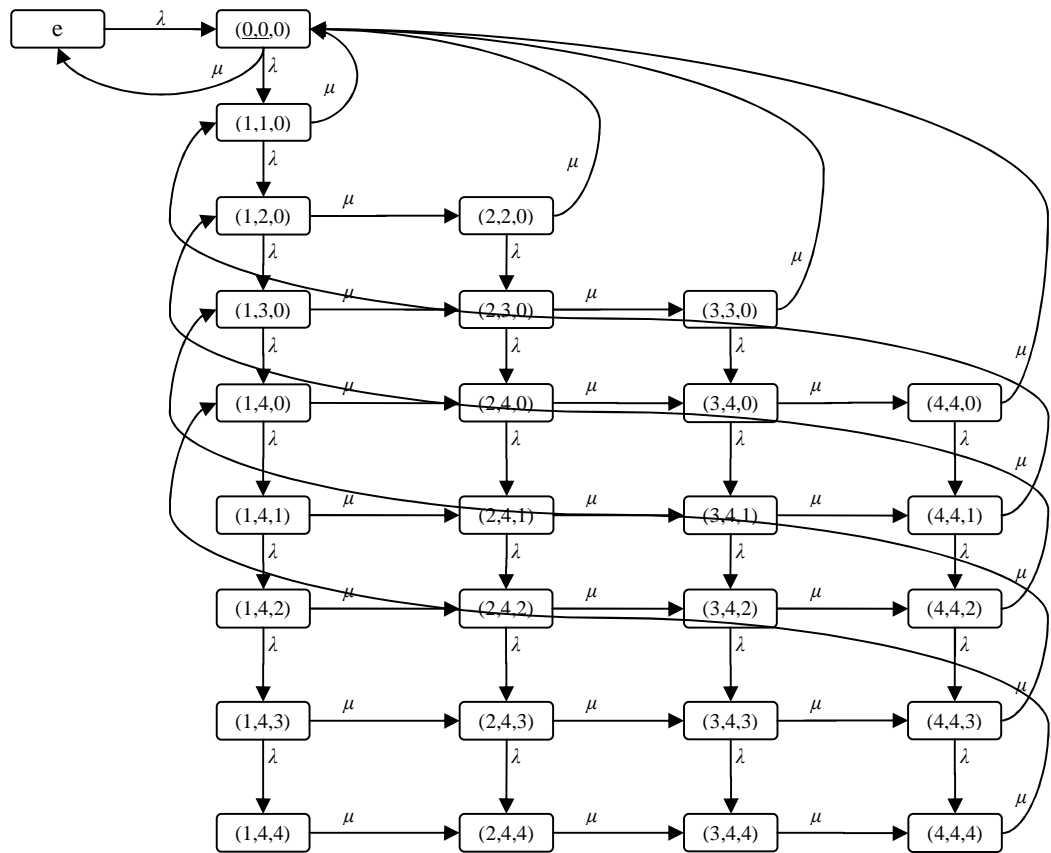 e λ (0,0,0)
μ λ μ
(1,1,0)
λ μ
(1,2,0) μ (2,2,0)
λ λ μ
(1,3,0) μ (2,3,0) μ (3,3,0)
λ λ λ μ
(1,4,0) μ (2,4,0) μ (3,4,0) μ (4,4,0)
λ λ λ λ μ
(1,4,1) μ (2,4,1) μ (3,4,1) μ (4,4,1)
λ λ λ λ μ
(1,4,2) μ (2,4,2) μ (3,4,2) μ (4,4,2)
λ λ λ λ μ
(1,4,3) μ (2,4,3) μ (3,4,3) μ (4,4,3)
λ λ λ λ μ
(1,4,4) μ (2,4,4) μ (3,4,4) μ (4,4,4)